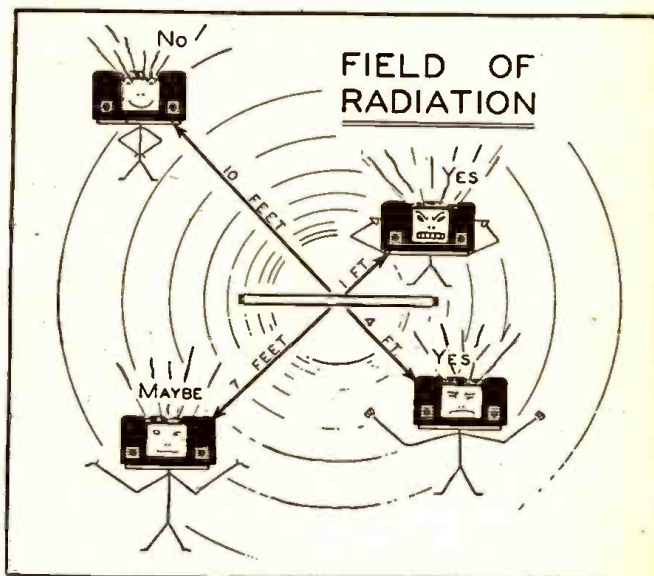 No
FIELD OF
RADIATION
Yes
10 FEET
1 FT
4 FT.
7 FEET
Yes
Maybe